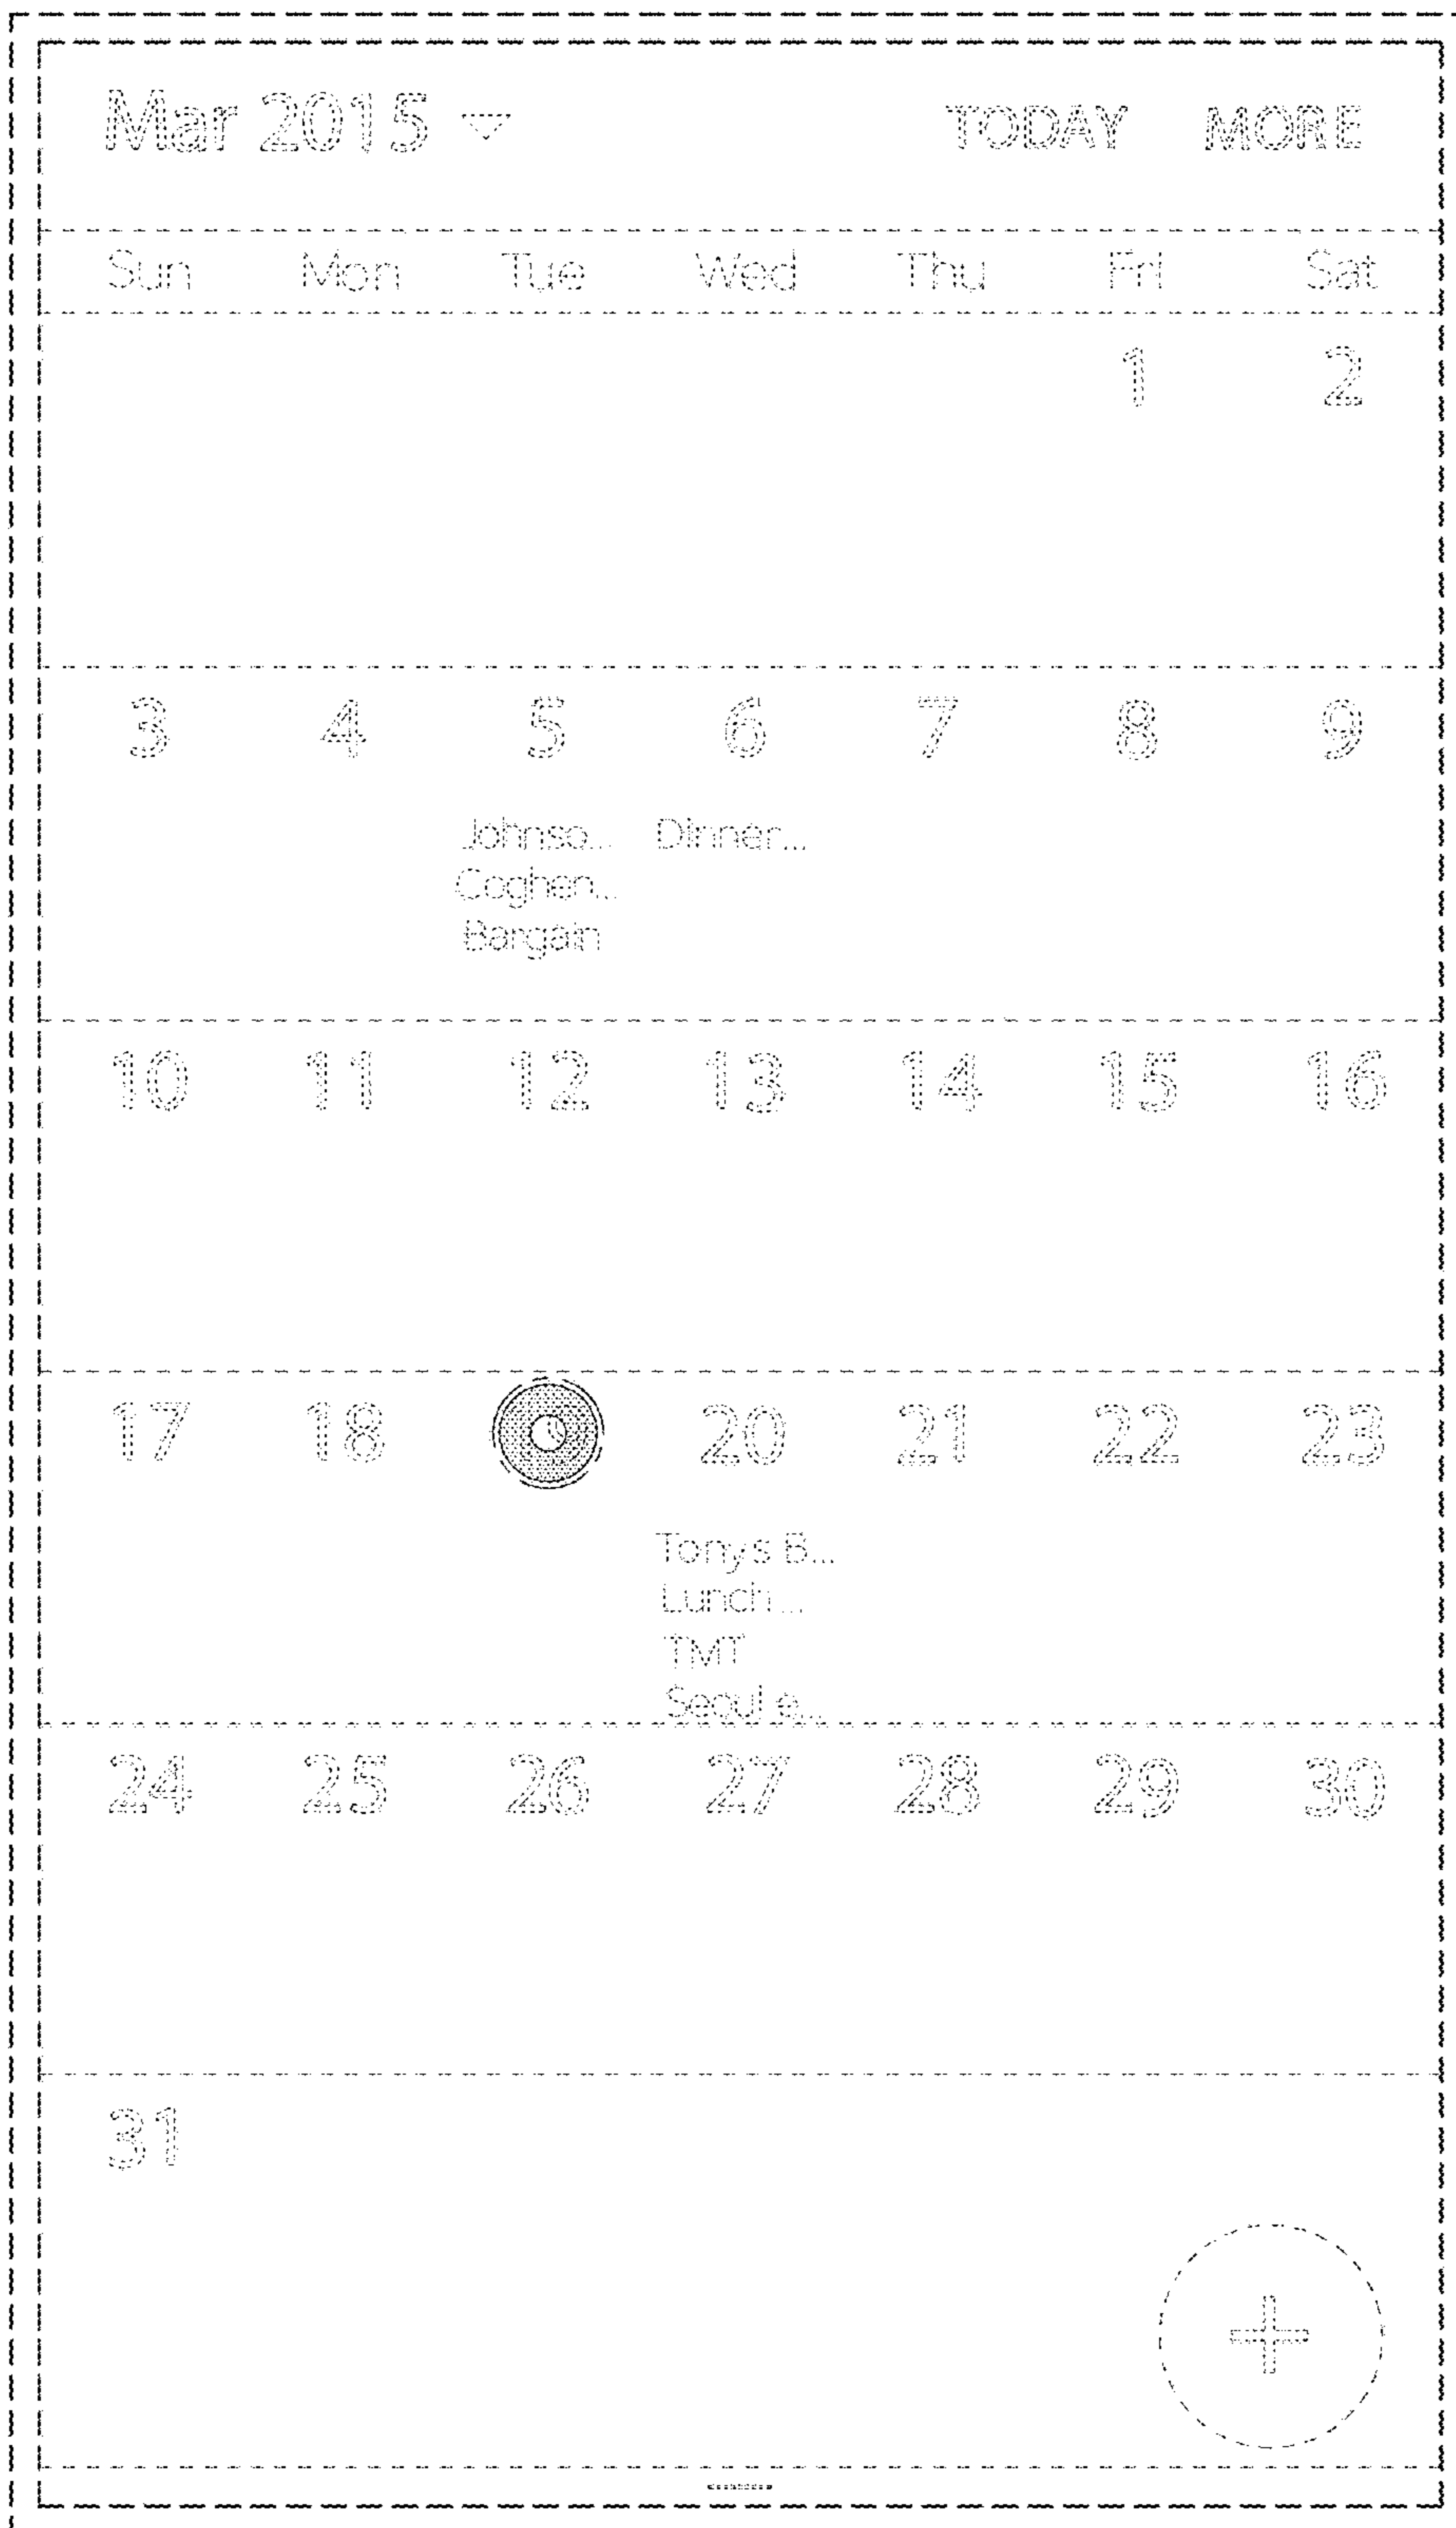 Mar 2015 TODAY MORE
Sun Mon Tue Wed Thu Fri Sat
1 2
3 4 5 6 7 8 9
Johnso... Dinner...
Coghen...
Bargain
10 11 12 13 14 15 16
17 18 20 21 22 23
Tonys B...
Lunch ...
TMT
Seoul e...
24 25 26 27 28 29 30
31
+